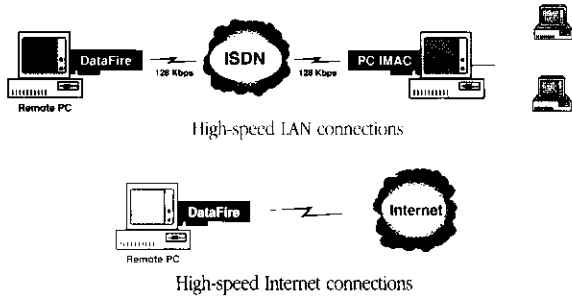 DataFire
ISDN
PC IMAC
128 Kbps
128 Kbps
Remote PC
High-speed LAN connections
DataFire
Internet
Remote PC
High-speed Internet connections